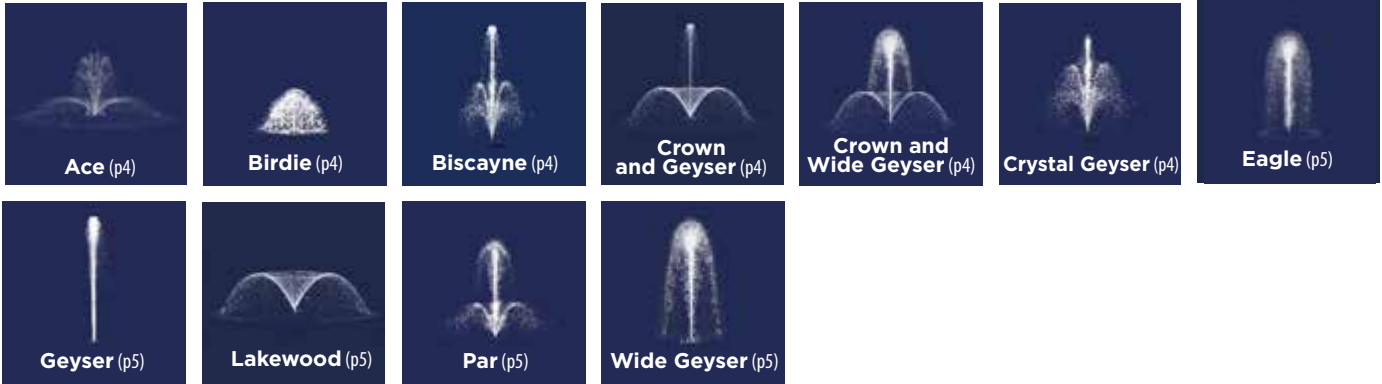 Ace (p4)
Birdie (p4)
Biscayne (p4)
Crown
and Geyser (p4)
Crown and
Wide Geyser (p4)
Crystal Geyser (p4)
Eagle (p5)
Geyser (p5)
Lakewood (p5)
Par (p5)
Wide Geyser (p5)